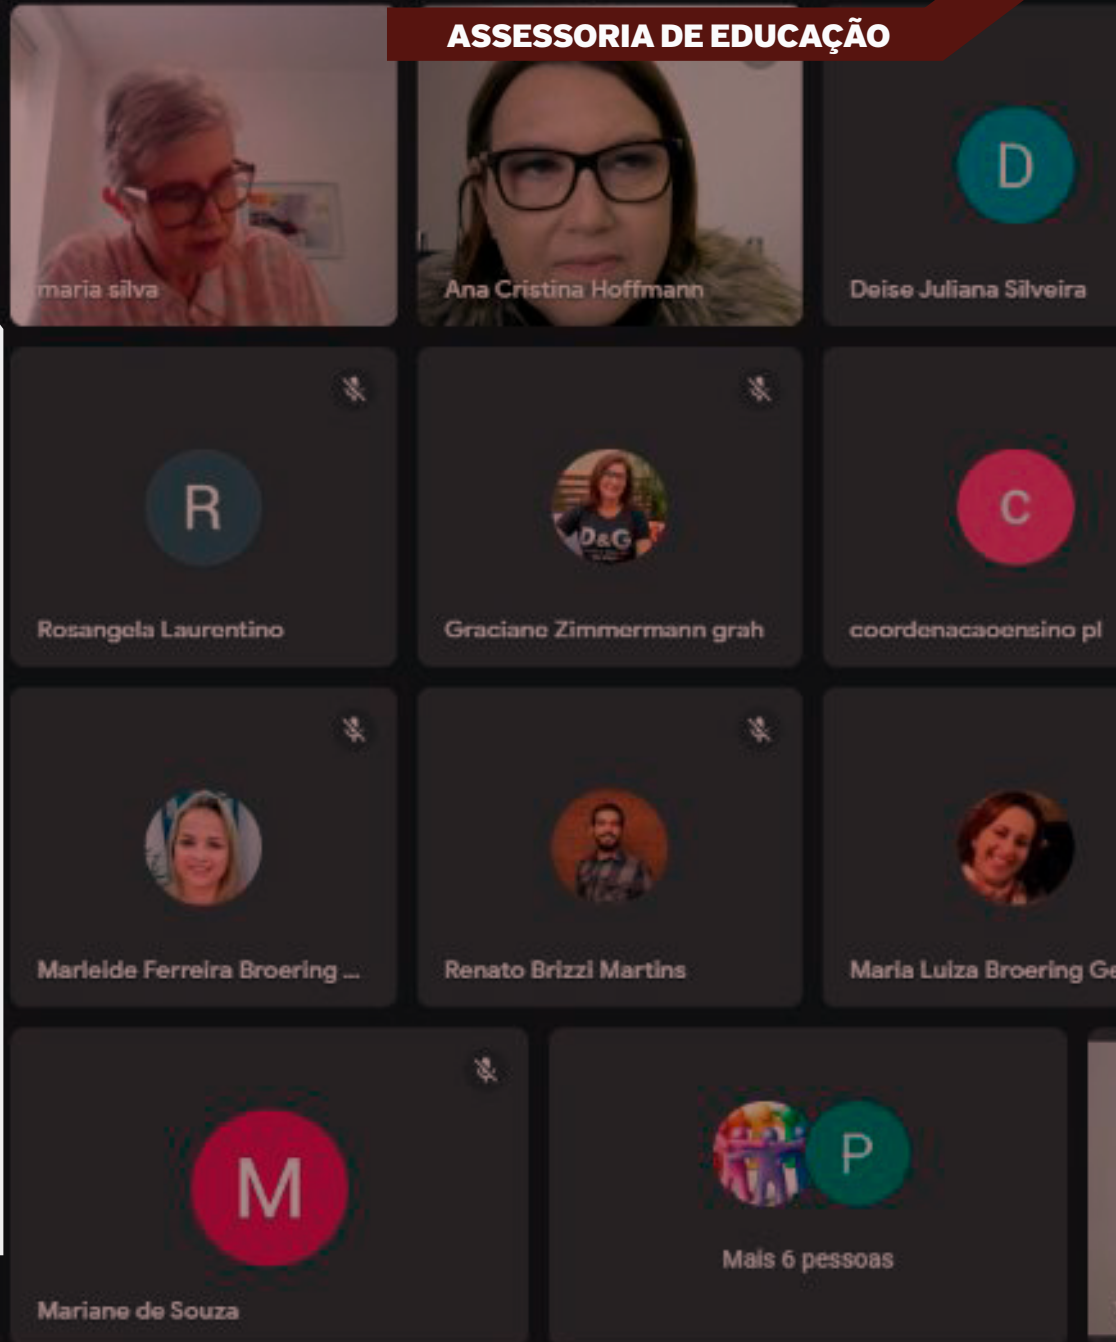 ASSESSORIA DE EDUCAÇÃO
maria silva
Ana Cristina Hoffmann
D
Deise Juliana Silveira
R
D&G
c
Rosangela Laurentino
Graciane Zimmermann grah
coordenacaoensino pl
Marleide Ferreira Broering ...
Renato Brizzi Martins
Maria Luiza Broering Ge
M
P
Mais 6 pessoas
Mariane de Souza